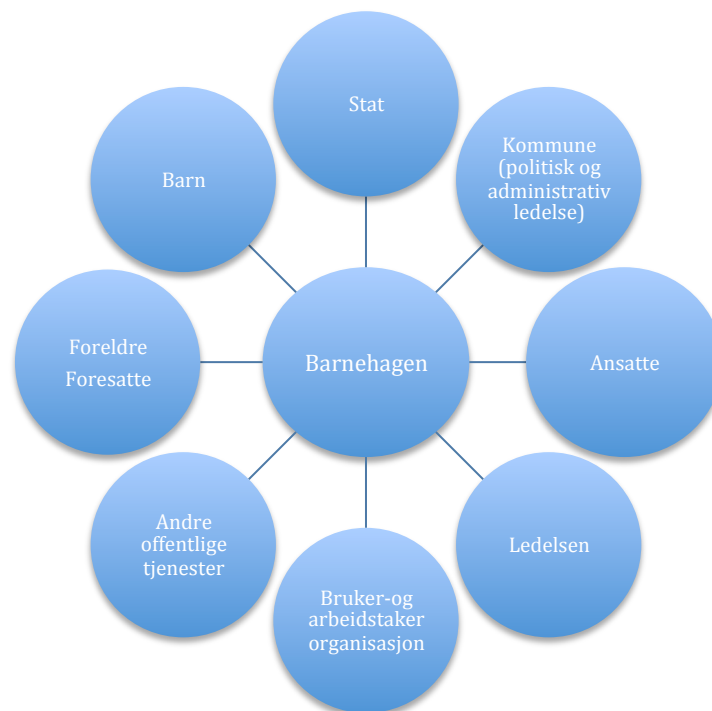 Stat
Kommune
(politisk og
administrativ
ledelse)
Barn
Foreldre
Foresatte
Barnehagen
Ansatte
Andre
offentlige
tjenester
Ledelsen
Bruker-og
arbeidstaker
organisasjon